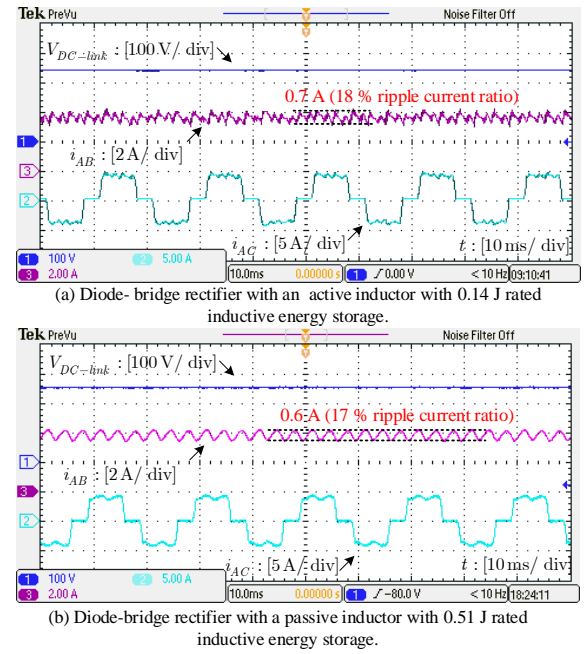 Tek PreVu Noise Filter Off
V_DC−link : [100 V/ div]
0.7 A (18 % ripple current ratio)
1
i_AB : [2 A/ div]
3
2
i_AC : [5 A/ div] t : [10 ms/ div]
1 100 V 2 5.00 A
3 2.00 A
10.0ms 0.00000 s 1 ∕ 0.00 V < 10 Hz 09:10:41
(a) Diode- bridge rectifier with an active inductor with 0.14 J rated
inductive energy storage.
Tek PreVu Noise Filter Off
V_DC−link : [100 V/ div]
0.6 A (17 % ripple current ratio)
1
i_AB : [2 A/ div]
3
2
i_AC : [5 A/ div] t : [10 ms/ div]
1 100 V 2 5.00 A
3 2.00 A
10.0ms 0.00000 s 1 ∕ −80.0 V < 10 Hz 18:24:11
(b) Diode-bridge rectifier with a passive inductor with 0.51 J rated
inductive energy storage.